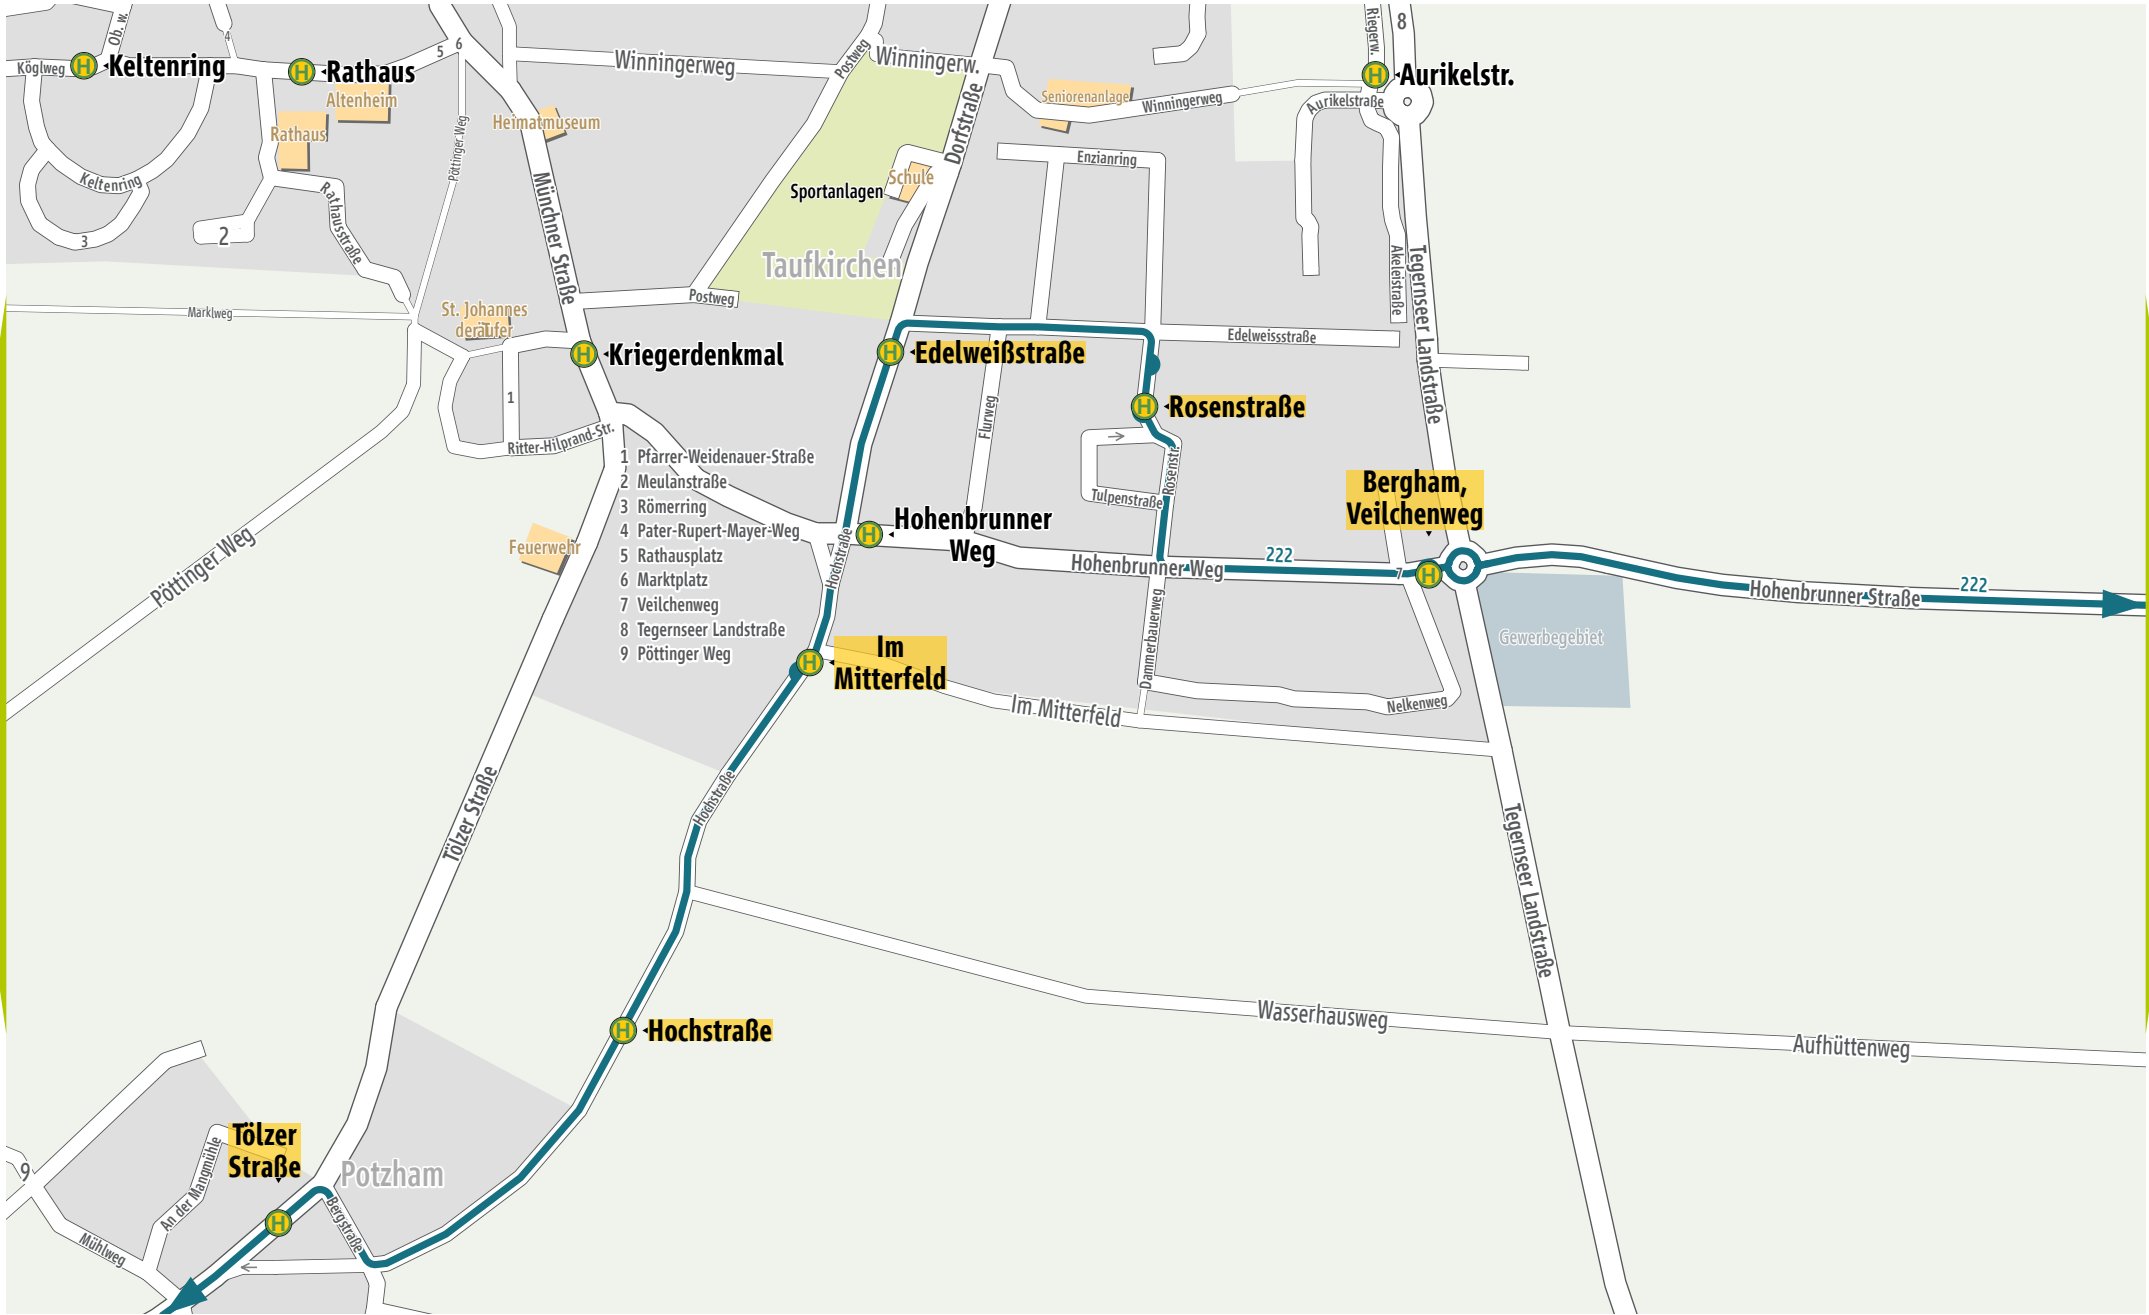 Köglweg
H
Keltenring
Ob. w.
4
H
Rathaus
Altenheim
Rathaus
5
6
Keltenring
3
2
Rathausstraße
Pöttinger Weg
Heimatmuseum
Münchner Straße
Winningerweg
Postweg
Winningerw.
Dorfstraße
Schule
Sportanlagen
Taufkirchen
Postweg
Seniorenanlage
Winningerweg
Riegerw.
8
H
Aurikelstr.
Aurikelstraße
Enzianring
Akeleistraße
Tegernseer Landstraße
Marklweg
St. Johannes
der Täufer
H
Kriegerdenkmal
1
Ritter-Hilprand-Str.
H
Edelweißstraße
Edelweissstraße
H
Rosenstraße
Flurweg
Rosenstr.
Tulpenstraße
1 Pfarrer-Weidenauer-Straße
2 Meulanstraße
3 Römerring
4 Pater-Rupert-Mayer-Weg
5 Rathausplatz
6 Marktplatz
7 Veilchenweg
8 Tegernseer Landstraße
9 Pöttinger Weg
H
Hohenbrunner
Weg
Hochstraße
Hohenbrunner Weg
222
Bergham,
Veilchenweg
7
H
Hohenbrunner Straße
222
Gewerbegebiet
Feuerwehr
Pöttinger Weg
H
Im
Mitterfeld
Im Mitterfeld
Dammerbauerweg
Nelkenweg
Tölzer Straße
Hochstraße
Tegernseer Landstraße
H
Hochstraße
Wasserhausweg
Aufhüttenweg
Tölzer
Straße
H
Potzham
Bergstraße
An der Mangmühle
Mühlweg
9